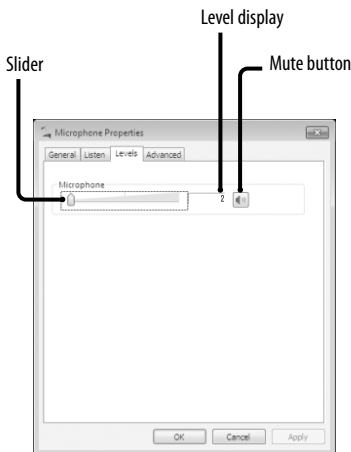 Level display
Slider
Mute button
Microphone Properties
General Listen Levels Advanced
Microphone
2
OK Cancel Apply